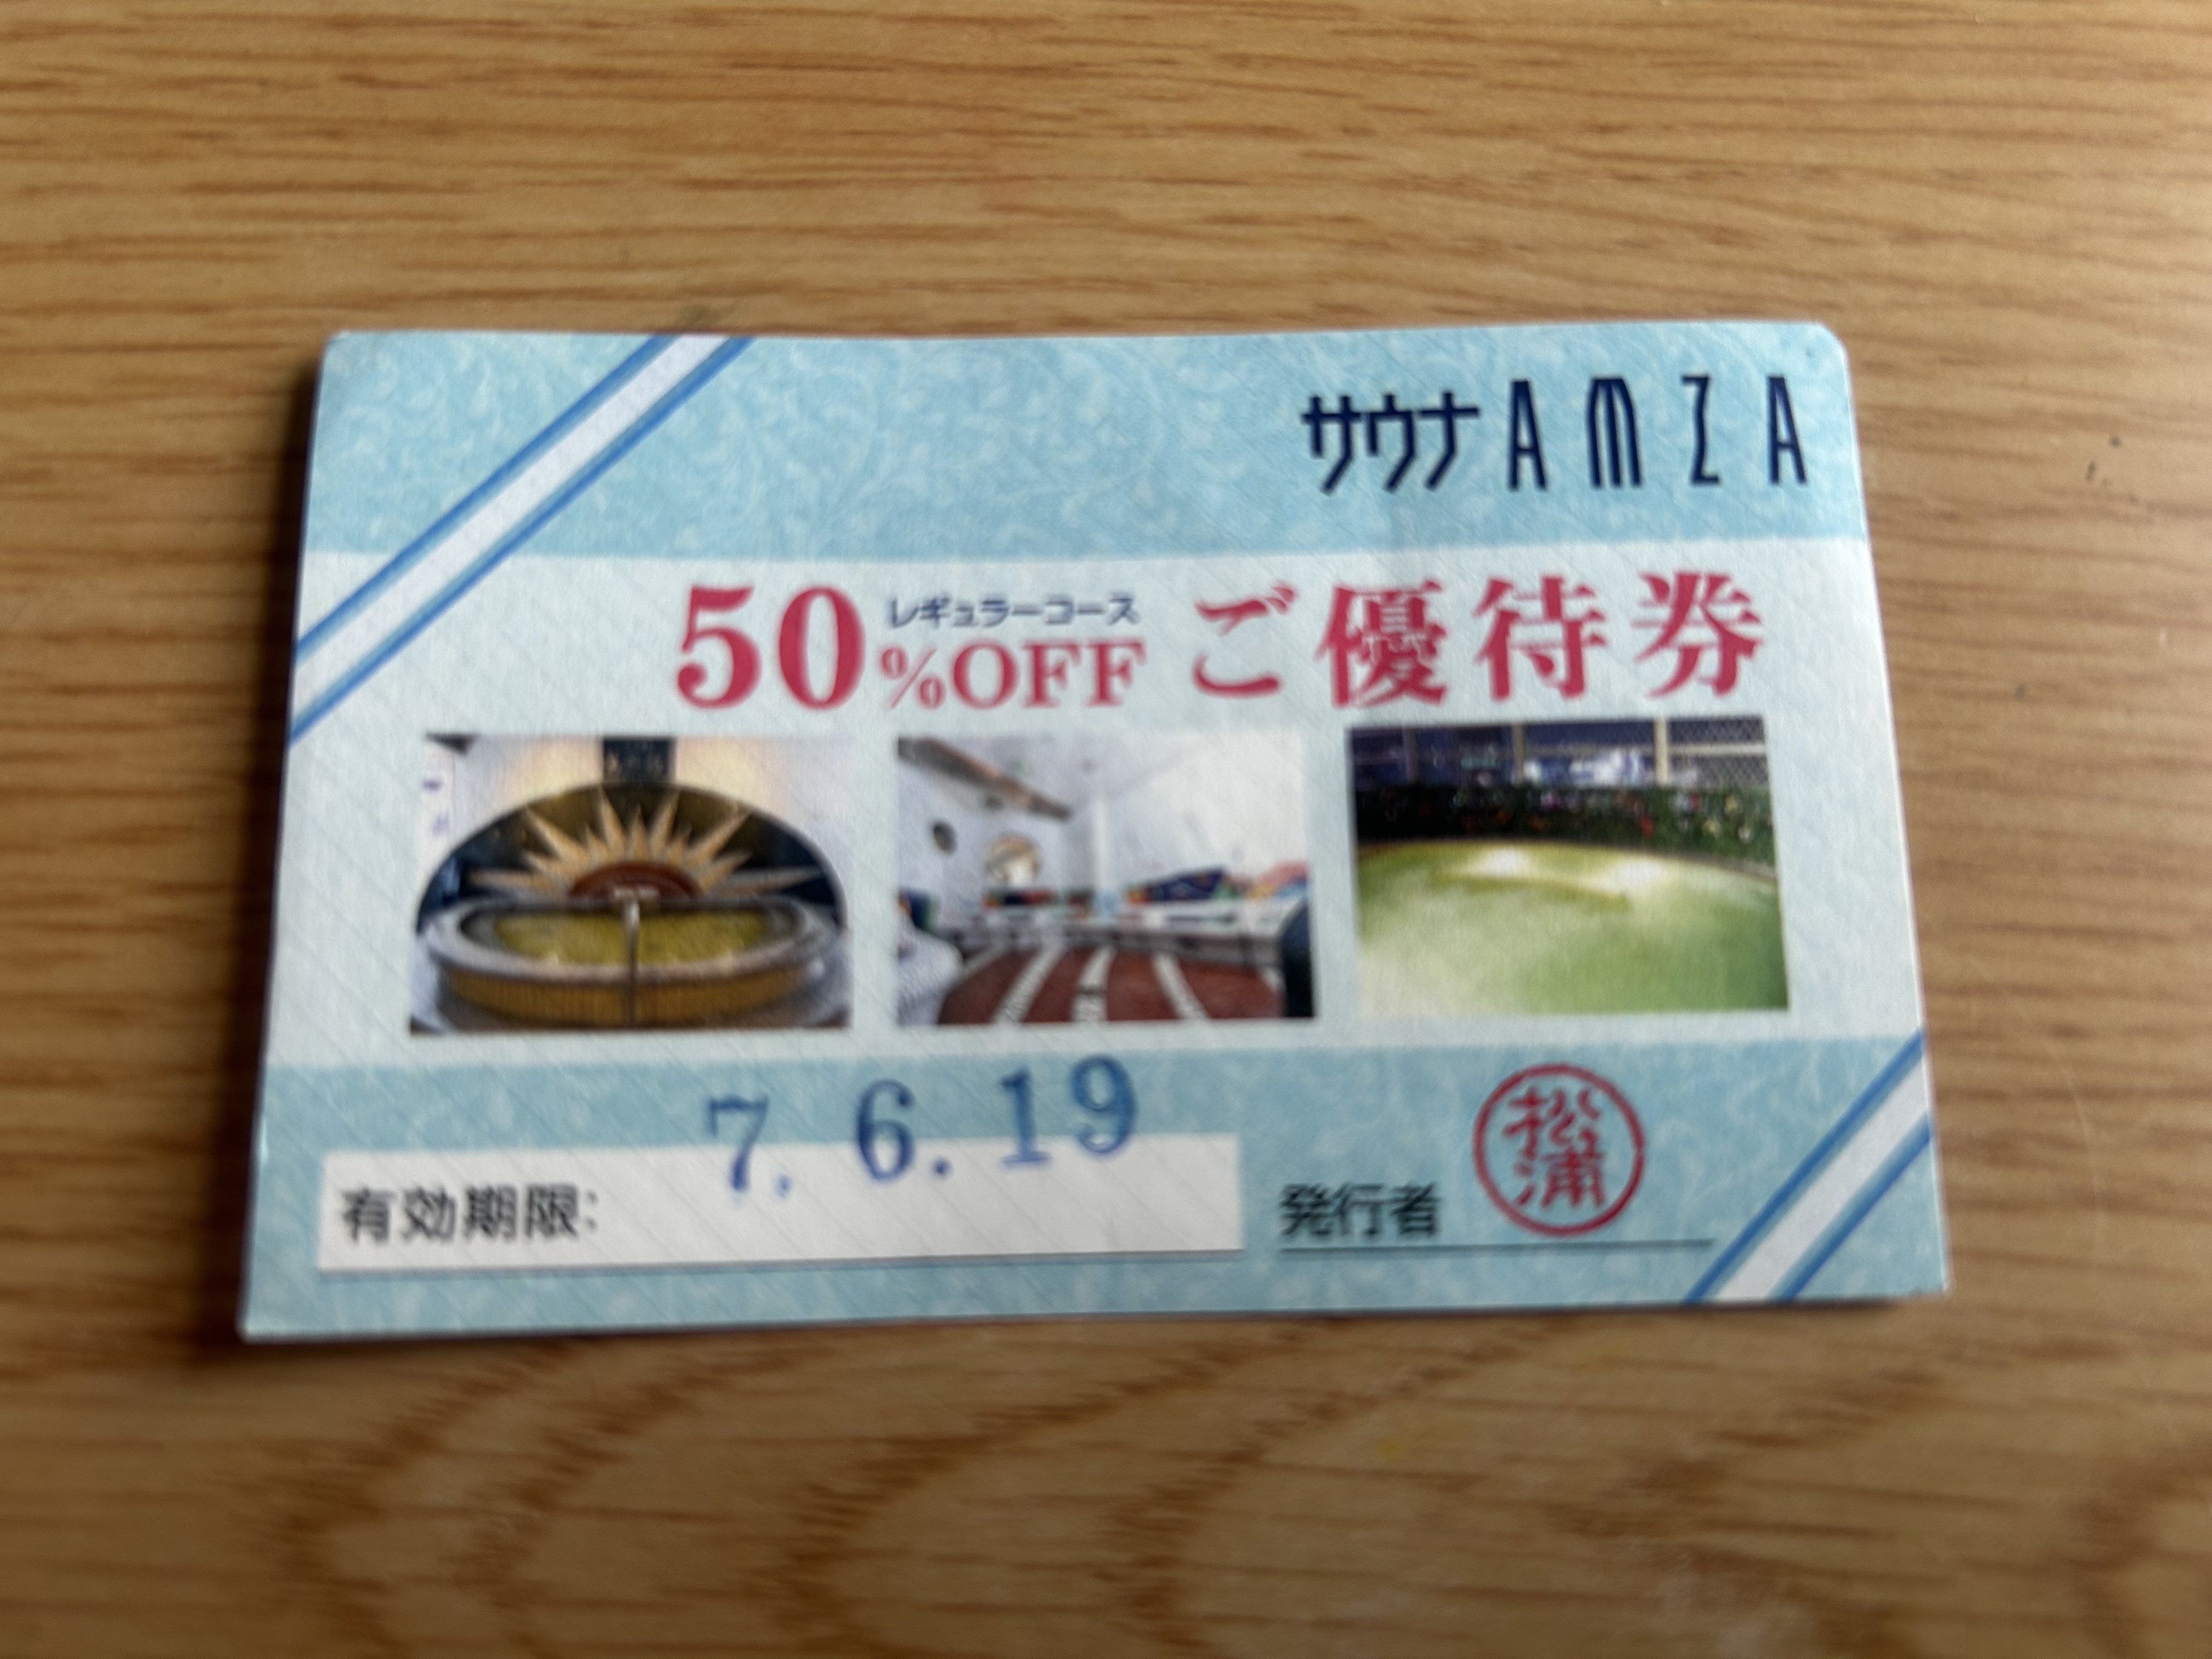 サウナAMZA
50%OFF レギュラーコース ご優待券
7. 6. 19
有効期限:
発行者 松浦